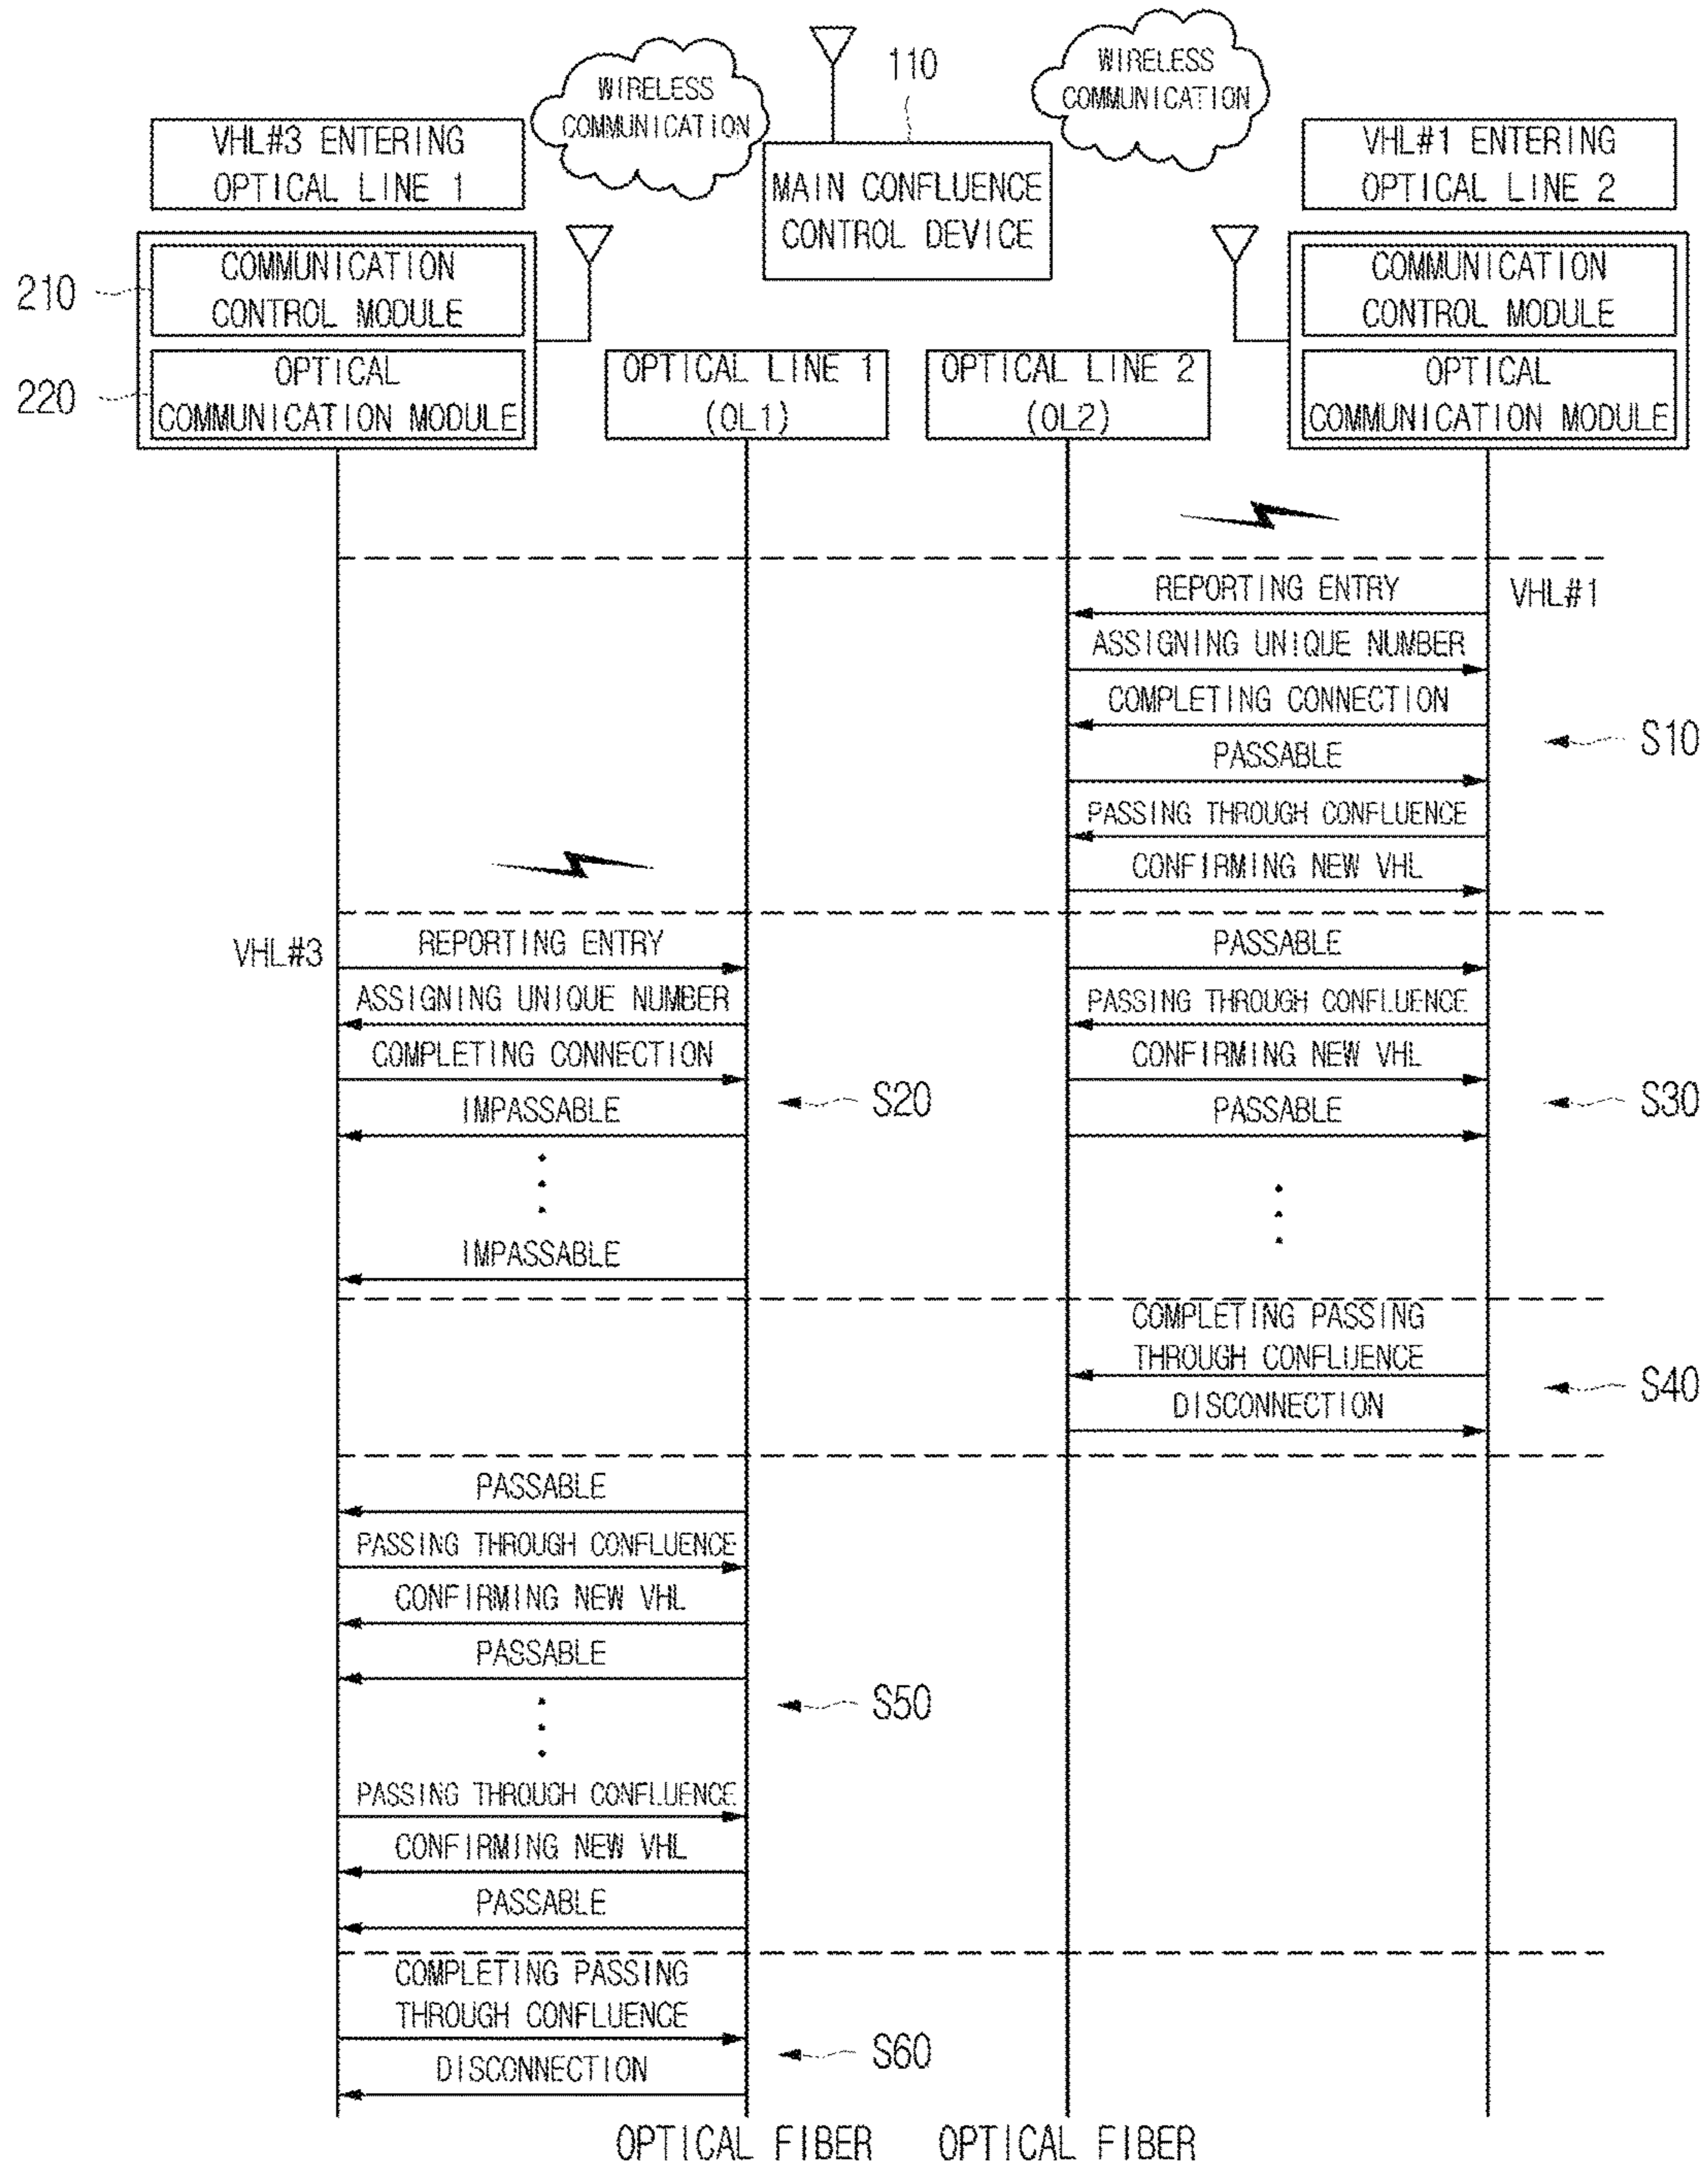 WIRELESS
COMMUNICATION
110
WIRELESS
COMMUNICATION
VHL#3 ENTERING
OPTICAL LINE 1
MAIN CONFLUENCE
CONTROL DEVICE
VHL#1 ENTERING
OPTICAL LINE 2
210
COMMUNICATION
CONTROL MODULE
COMMUNICATION
CONTROL MODULE
220
OPTICAL
COMMUNICATION MODULE
OPTICAL LINE 1
(OL1)
OPTICAL LINE 2
(OL2)
OPTICAL
COMMUNICATION MODULE
REPORTING ENTRY
VHL#1
ASSIGNING UNIQUE NUMBER
COMPLETING CONNECTION
S10
PASSABLE
PASSING THROUGH CONFLUENCE
CONFIRMING NEW VHL
VHL#3
REPORTING ENTRY
ASSIGNING UNIQUE NUMBER
COMPLETING CONNECTION
S20
IMPASSABLE
IMPASSABLE
PASSABLE
PASSING THROUGH CONFLUENCE
CONFIRMING NEW VHL
S30
PASSABLE
COMPLETING PASSING
THROUGH CONFLUENCE
S40
DISCONNECTION
PASSABLE
PASSING THROUGH CONFLUENCE
CONFIRMING NEW VHL
PASSABLE
S50
PASSING THROUGH CONFLUENCE
CONFIRMING NEW VHL
PASSABLE
COMPLETING PASSING
THROUGH CONFLUENCE
S60
DISCONNECTION
OPTICAL FIBER
OPTICAL FIBER